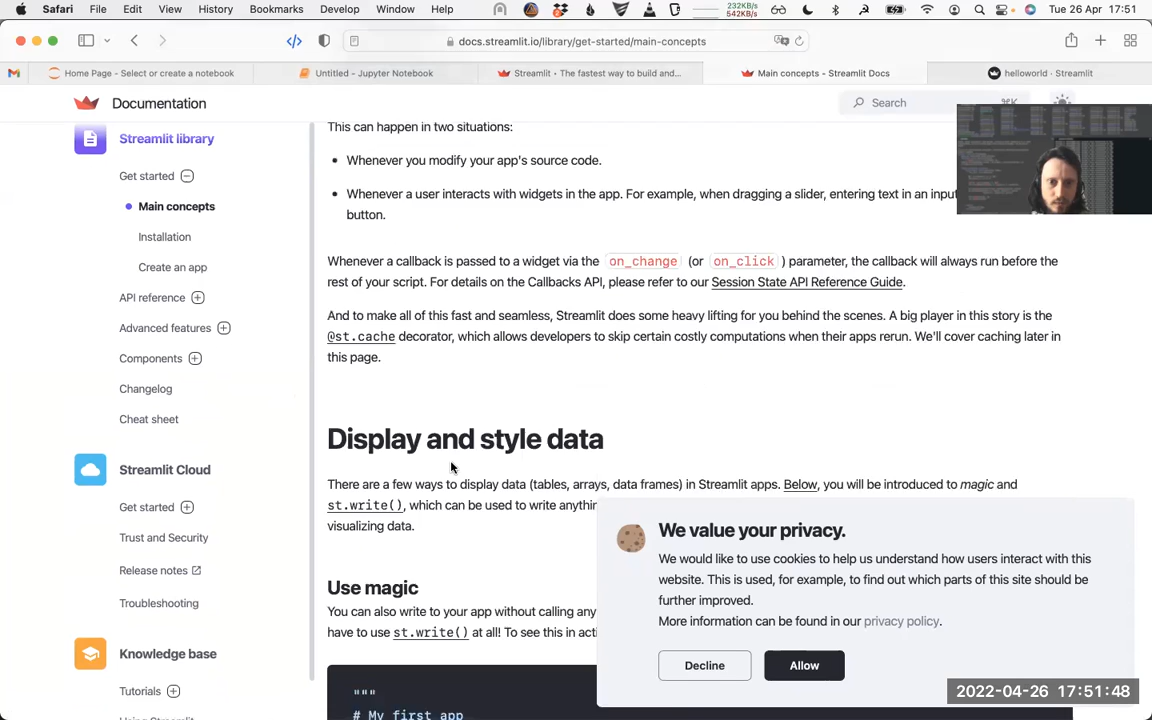 Safari File Edit View History Bookmarks Develop Window Help 232KB/s 542KB/s Tue 26 Apr 17:51
docs.streamlit.io/library/get-started/main-concepts
Home Page - Select or create a notebook Untitled - Jupyter Notebook Streamlit • The fastest way to build and... Main concepts - Streamlit Docs helloworld · Streamlit
Documentation Search ⌘K
Streamlit library
Get started
Main concepts
Installation
Create an app
API reference
Advanced features
Components
Changelog
Cheat sheet
Streamlit Cloud
Get started
Trust and Security
Release notes
Troubleshooting
Knowledge base
Tutorials
This can happen in two situations:
• Whenever you modify your app's source code.
• Whenever a user interacts with widgets in the app. For example, when dragging a slider, entering text in an input
button.
Whenever a callback is passed to a widget via the on_change (or on_click ) parameter, the callback will always run before the
rest of your script. For details on the Callbacks API, please refer to our Session State API Reference Guide.
And to make all of this fast and seamless, Streamlit does some heavy lifting for you behind the scenes. A big player in this story is the
@st.cache decorator, which allows developers to skip certain costly computations when their apps rerun. We'll cover caching later in
this page.
Display and style data
There are a few ways to display data (tables, arrays, data frames) in Streamlit apps. Below, you will be introduced to magic and
st.write(), which can be used to write anythin
visualizing data.
Use magic
You can also write to your app without calling any
have to use st.write() at all! To see this in acti
"""
# My first app
We value your privacy.
We would like to use cookies to help us understand how users interact with this
website. This is used, for example, to find out which parts of this site should be
further improved.
More information can be found in our privacy policy.
Decline Allow
2022-04-26 17:51:48